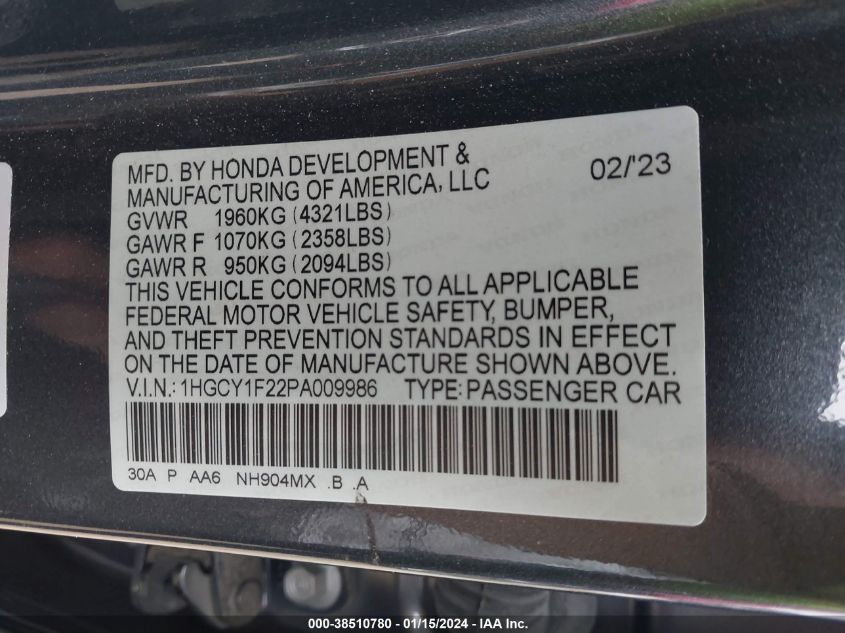 MFD. BY HONDA DEVELOPMENT &
MANUFACTURING OF AMERICA, LLC 02/'23
GVWR 1960KG (4321LBS)
GAWR F 1070KG (2358LBS)
GAWR R 950KG (2094LBS)
THIS VEHICLE CONFORMS TO ALL APPLICABLE
FEDERAL MOTOR VEHICLE SAFETY, BUMPER,
AND THEFT PREVENTION STANDARDS IN EFFECT
ON THE DATE OF MANUFACTURE SHOWN ABOVE.
V.I.N.: 1HGCY1F22PA009986 TYPE: PASSENGER CAR
30A P AA6 NH904MX .B .A
000-38510780 - 01/15/2024 - IAA Inc.